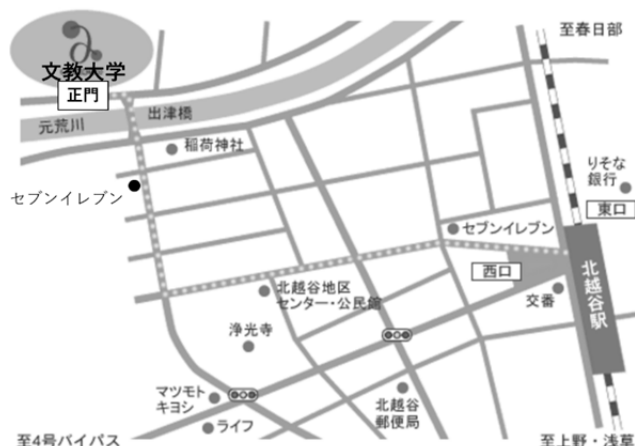 至春日部
文教大学
正門
出津橋
元荒川
稲荷神社
りそな
銀行
東口
セブンイレブン
セブンイレブン
西口
北越谷駅
北越谷地区
センター・公民館
交番
浄光寺
マツモト
キヨシ
北越谷
郵便局
ライフ
至4号バイパス
至上野・浅草